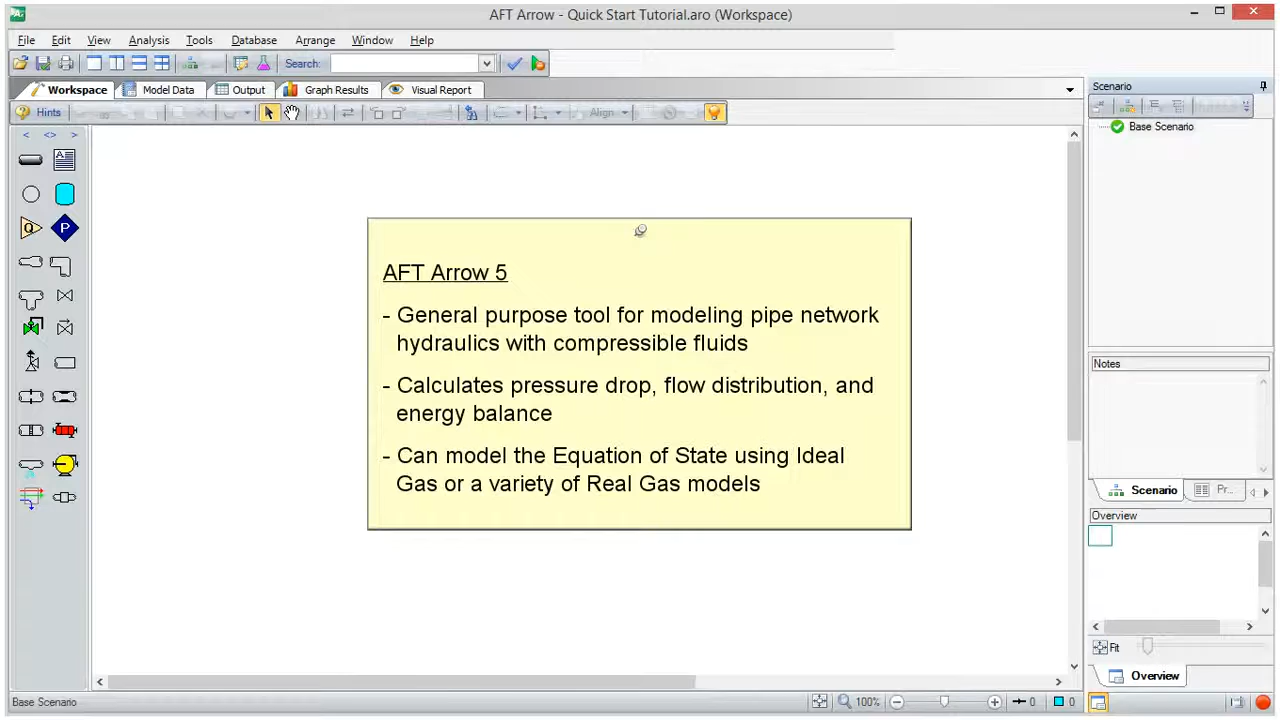 AFT Arrow - Quick Start Tutorial.aro (Workspace)
File Edit View Analysis Tools Database Arrange Window Help
Search:
Workspace Model Data Output Graph Results Visual Report
Hints Align
Scenario
Base Scenario
AFT Arrow 5
- General purpose tool for modeling pipe network
hydraulics with compressible fluids
- Calculates pressure drop, flow distribution, and
energy balance
- Can model the Equation of State using Ideal
Gas or a variety of Real Gas models
Notes
Scenario Pr...
Overview
Fit
Overview
Base Scenario 100% 0 0